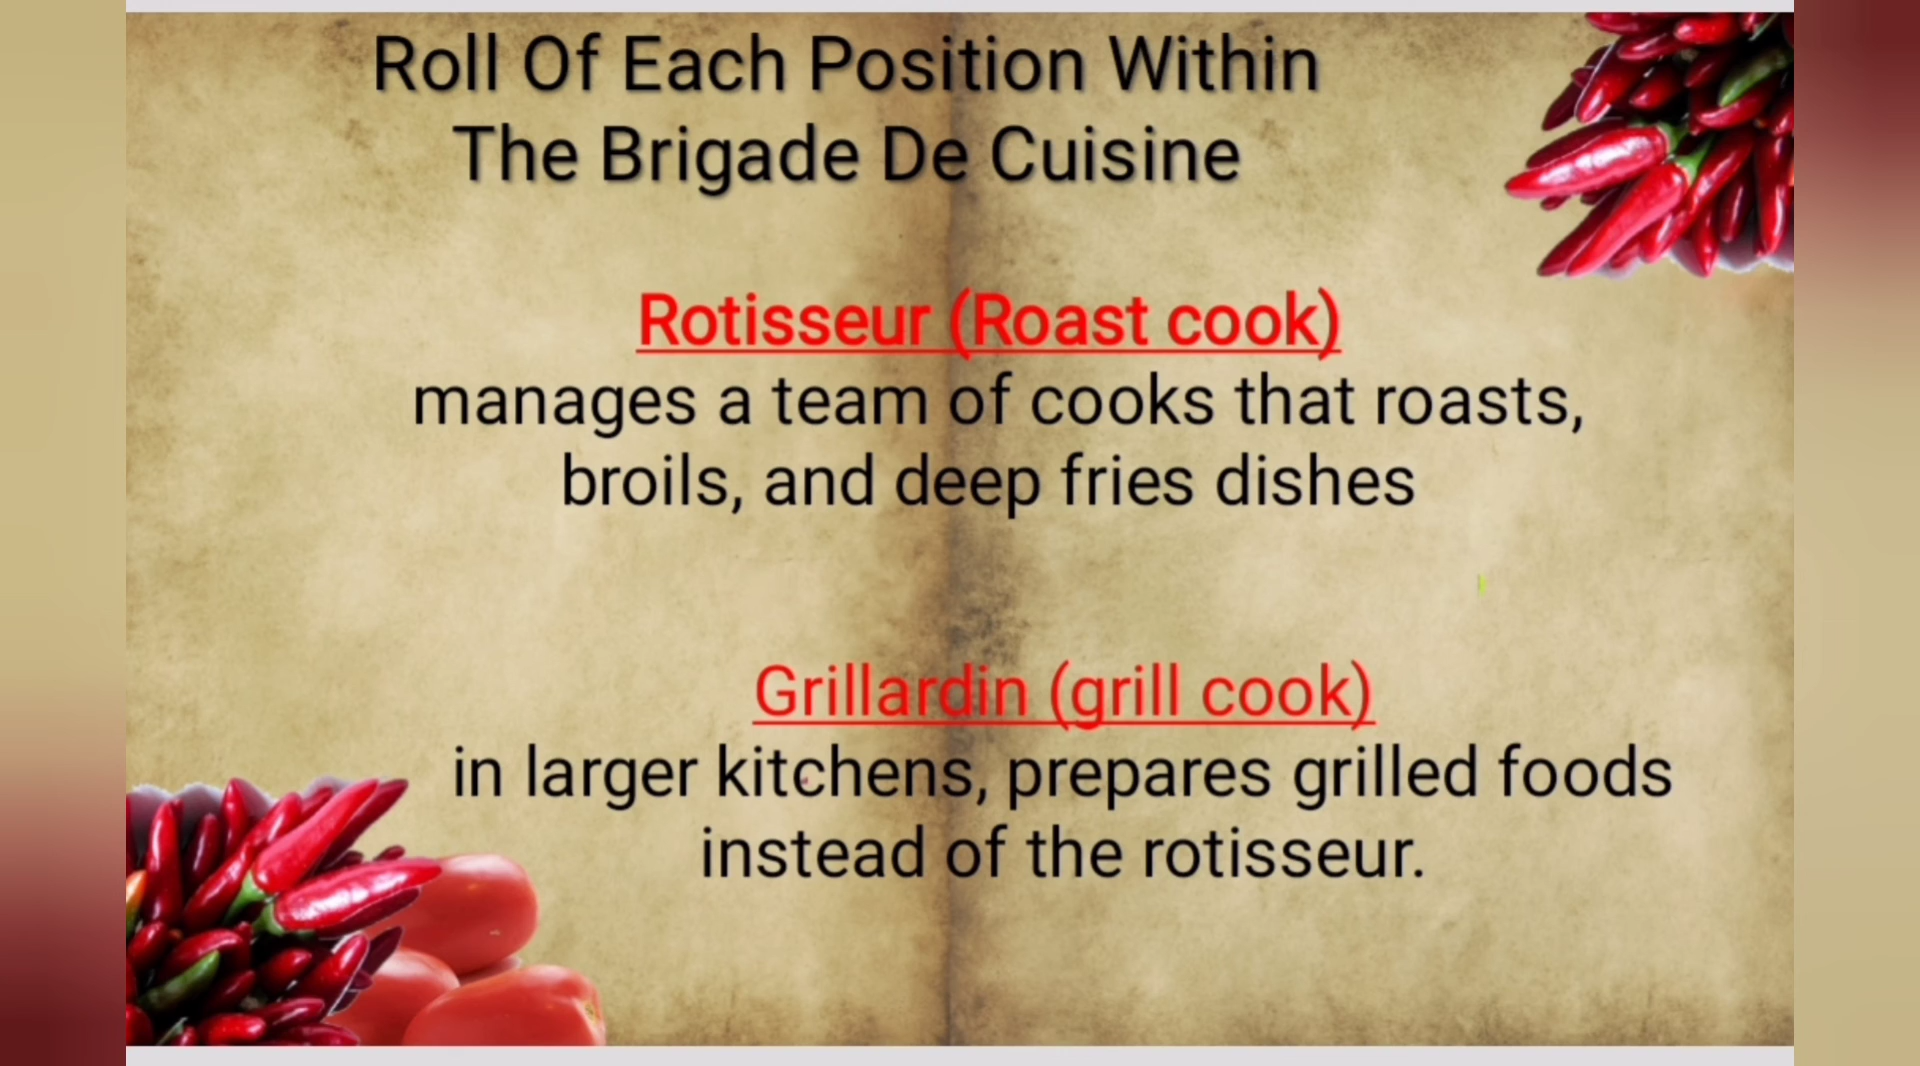 Roll Of Each Position Within
The Brigade De Cuisine
Rotisseur (Roast cook)
manages a team of cooks that roasts,
broils, and deep fries dishes
Grillardin (grill cook)
in larger kitchens, prepares grilled foods
instead of the rotisseur.